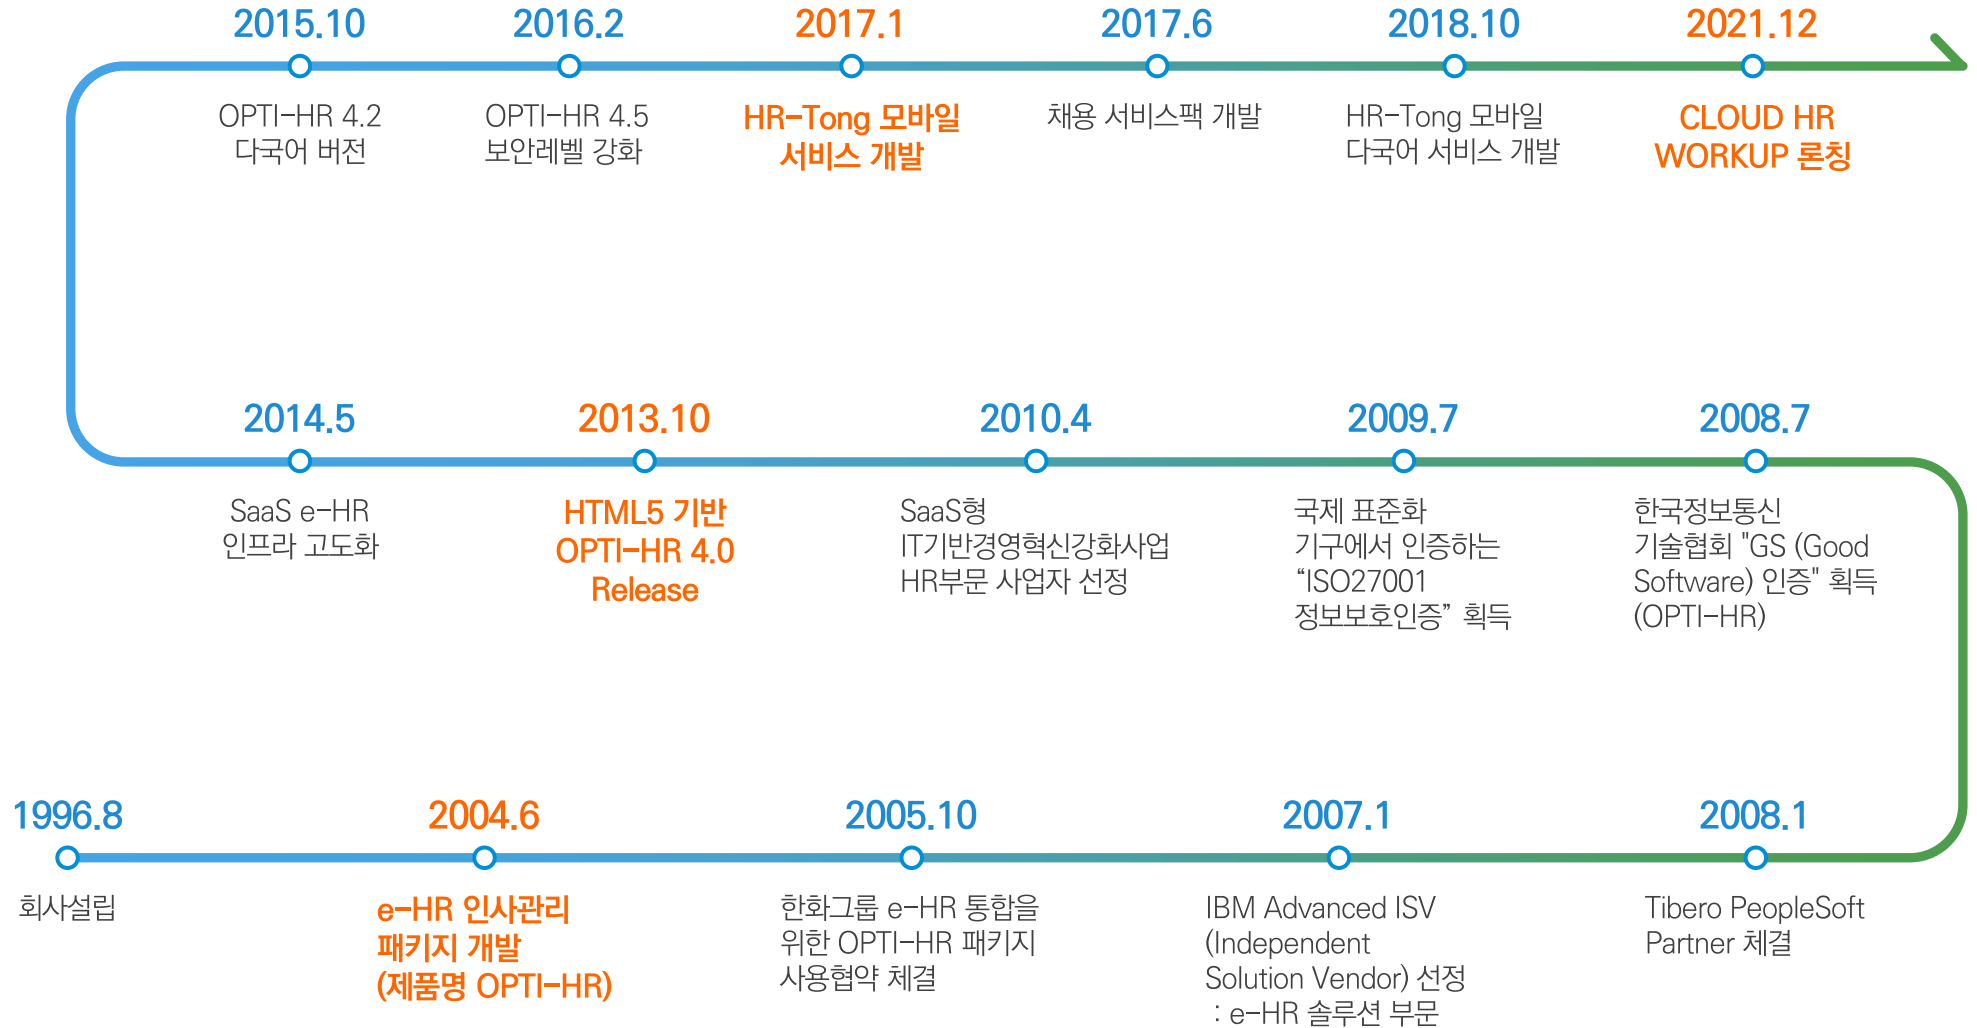 2015.10
OPTI-HR 4.2
다국어 버전
2016.2
OPTI-HR 4.5
보안레벨 강화
2017.1
HR-Tong 모바일
서비스 개발
2017.6
채용 서비스팩 개발
2018.10
HR-Tong 모바일
다국어 서비스 개발
2021.12
CLOUD HR
WORKUP 론칭
2014.5
SaaS e-HR
인프라 고도화
2013.10
HTML5 기반
OPTI-HR 4.0
Release
2010.4
SaaS형
IT기반경영혁신강화사업
HR부문 사업자 선정
2009.7
국제 표준화
기구에서 인증하는
“ISO27001
정보보호인증” 획득
2008.7
한국정보통신
기술협회 "GS (Good
Software) 인증" 획득
(OPTI-HR)
1996.8
회사설립
2004.6
e-HR 인사관리
패키지 개발
(제품명 OPTI-HR)
2005.10
한화그룹 e-HR 통합을
위한 OPTI-HR 패키지
사용협약 체결
2007.1
IBM Advanced ISV
(Independent
Solution Vendor) 선정
: e-HR 솔루션 부문
2008.1
Tibero PeopleSoft
Partner 체결